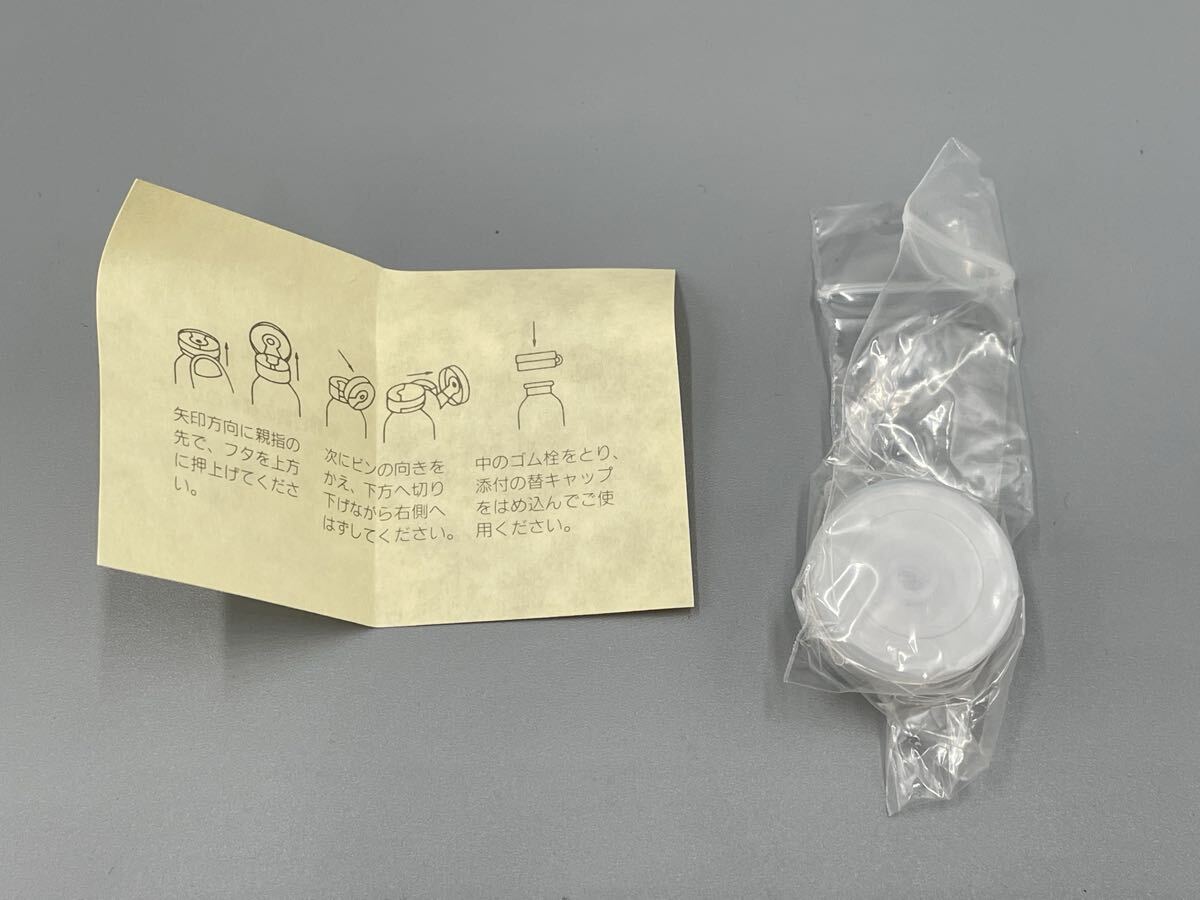 矢印方向に親指の
先で、フタを上方
に押上げてくださ
い。
次にビンの向きを
かえ、下方へ切り
下げながら右側へ
はずしてください。
中のゴム栓をとり、
添付の替キャップ
をはめ込んでご使
用ください。